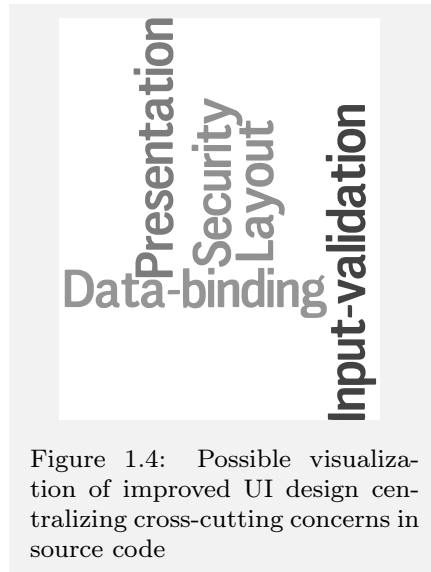 Presentation
Security
Layout
Data-binding
Input-validation
Figure 1.4: Possible visualiza-
tion of improved UI design cen-
tralizing cross-cutting concerns in
source code